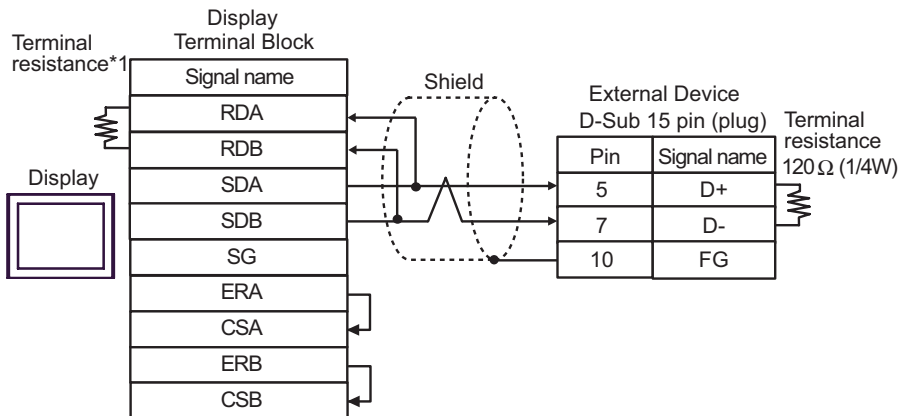 Display
Terminal Block
Terminal
resistance*1
Signal name
RDA
RDB
SDA
SDB
SG
ERA
CSA
ERB
CSB
Display
Shield
External Device
D-Sub 15 pin (plug)
Pin Signal name
5 D+
7 D-
10 FG
Terminal
resistance
120Ω (1/4W)